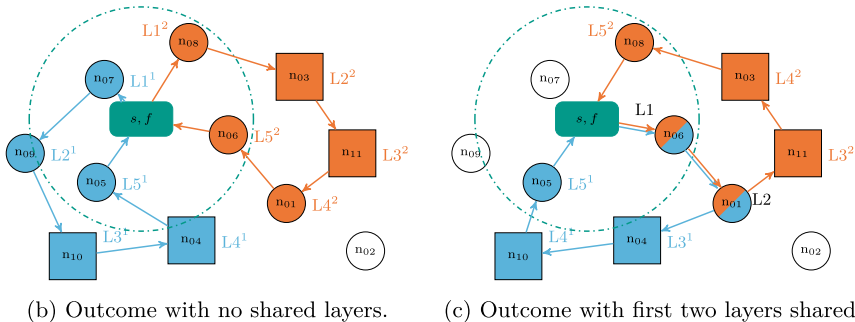 L1² n₀₈
n₀₃ L2²
n₀₇ L1¹
s, f
n₀₆ L5²
n₁₁ L3²
n₀₉ L2¹
n₀₅ L5¹
n₀₁ L4²
L3¹ n₀₄ L4¹
n₁₀
n₀₂
(b) Outcome with no shared layers.
L5² n₀₈
n₀₃ L4²
n₀₇
s, f L1
n₀₆
n₁₁ L3²
n₀₉
n₀₅ L5¹
n₀₁ L2
L4¹ n₀₄ L3¹
n₁₀
n₀₂
(c) Outcome with first two layers shared